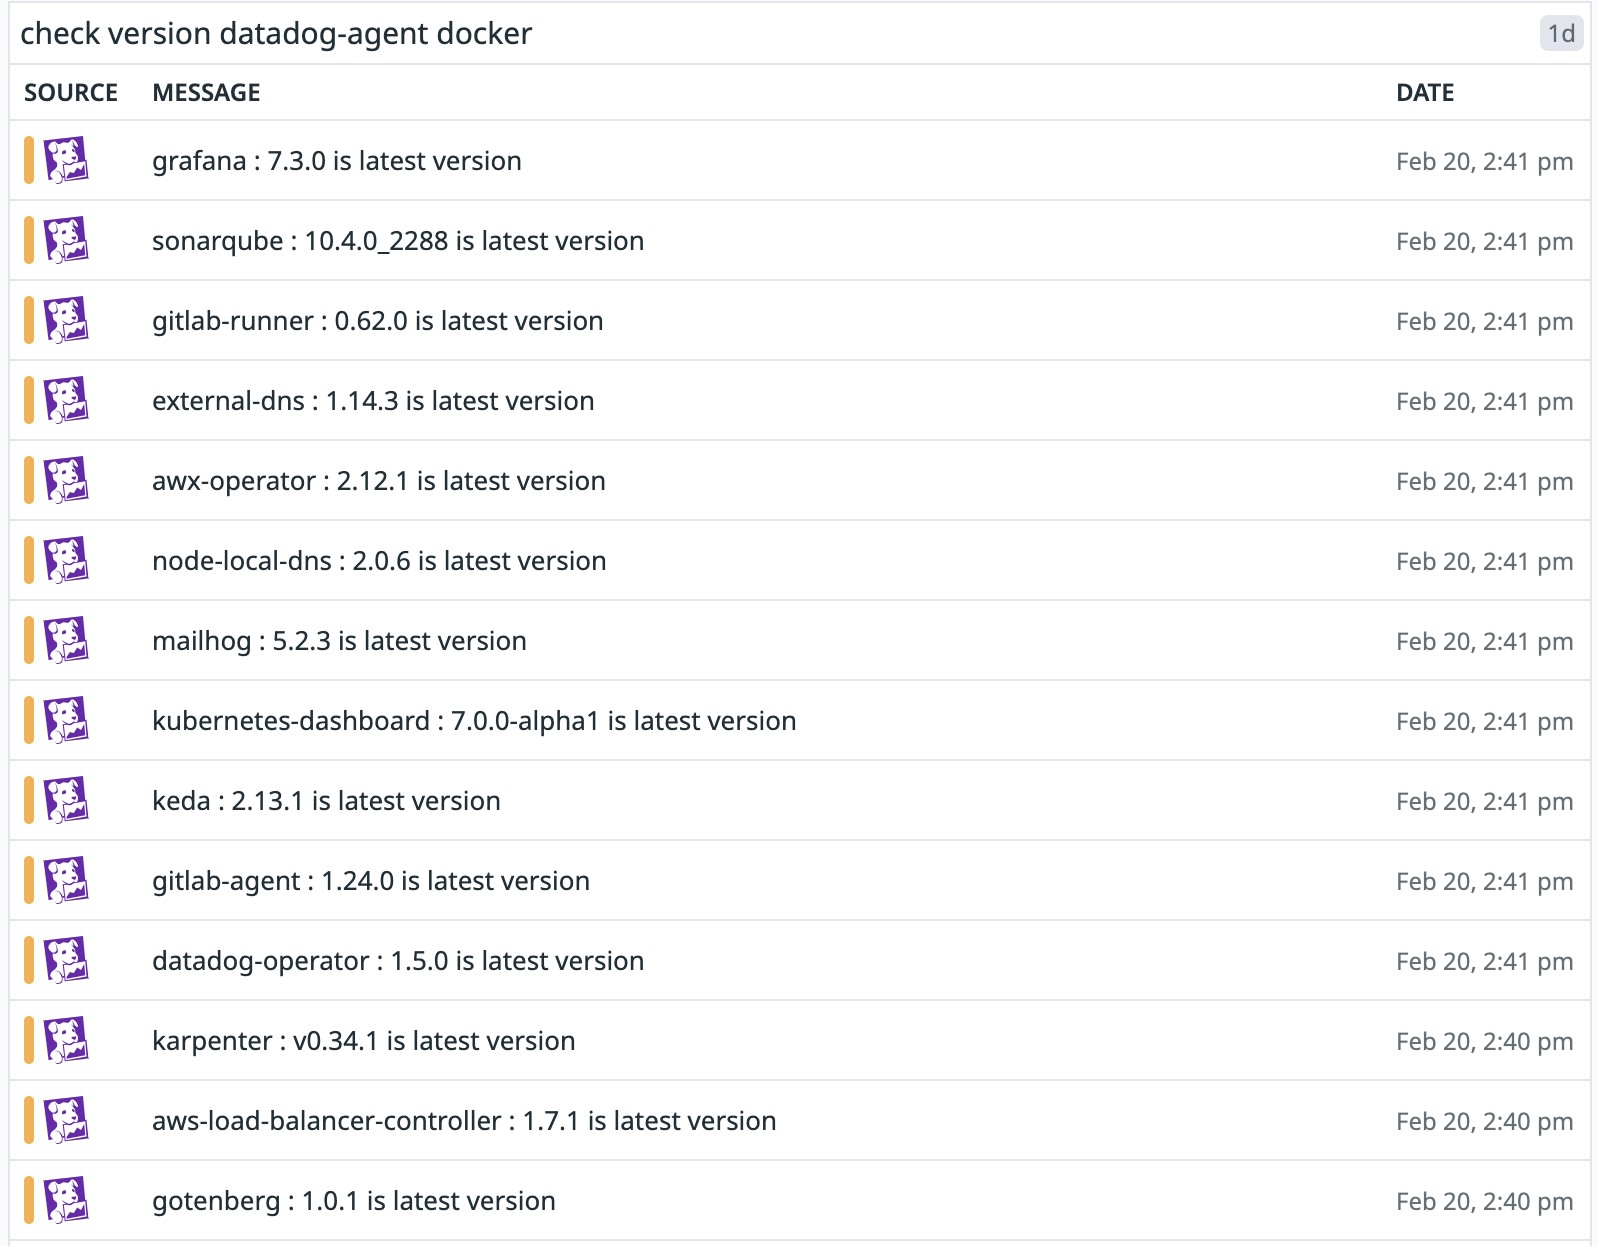 check version datadog-agent docker 1d
SOURCE MESSAGE DATE
grafana : 7.3.0 is latest version Feb 20, 2:41 pm
sonarqube : 10.4.0_2288 is latest version Feb 20, 2:41 pm
gitlab-runner : 0.62.0 is latest version Feb 20, 2:41 pm
external-dns : 1.14.3 is latest version Feb 20, 2:41 pm
awx-operator : 2.12.1 is latest version Feb 20, 2:41 pm
node-local-dns : 2.0.6 is latest version Feb 20, 2:41 pm
mailhog : 5.2.3 is latest version Feb 20, 2:41 pm
kubernetes-dashboard : 7.0.0-alpha1 is latest version Feb 20, 2:41 pm
keda : 2.13.1 is latest version Feb 20, 2:41 pm
gitlab-agent : 1.24.0 is latest version Feb 20, 2:41 pm
datadog-operator : 1.5.0 is latest version Feb 20, 2:41 pm
karpenter : v0.34.1 is latest version Feb 20, 2:40 pm
aws-load-balancer-controller : 1.7.1 is latest version Feb 20, 2:40 pm
gotenberg : 1.0.1 is latest version Feb 20, 2:40 pm